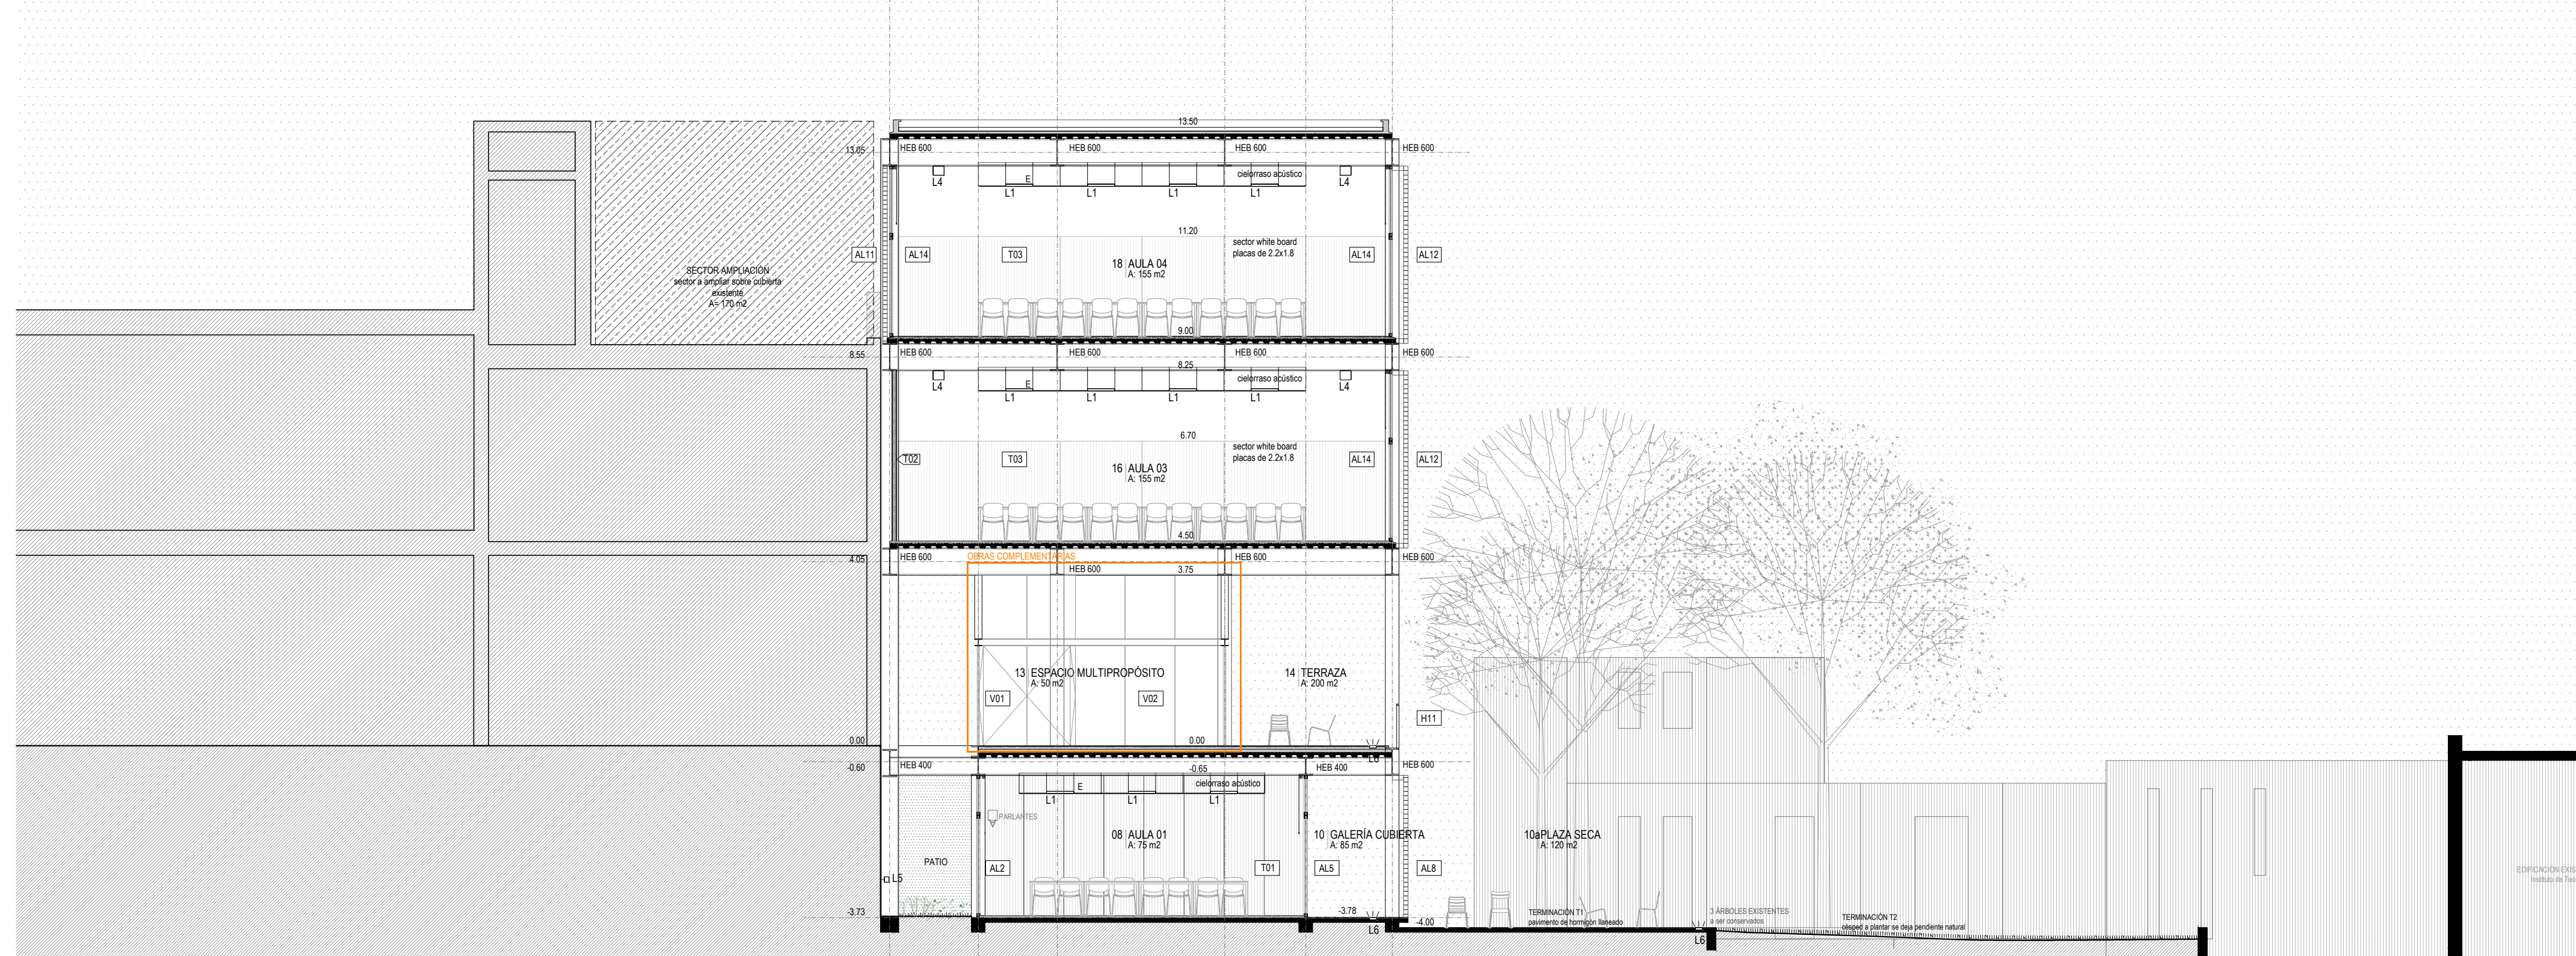 13.50
13.05
HEB 600
HEB 600
HEB 600
HEB 600
L4
E
cielorraso acústico
L4
L1
L1
L1
L1
11.20
AL11
AL14
T03
sector white board
placas de 2.2x1.8
AL14
AL12
18 AULA 04
A: 155 m2
SECTOR AMPLIACIÓN
sector a ampliar sobre cubierta
existente
A= 170 m2
9.00
8.55
HEB 600
HEB 600
HEB 600
HEB 600
8.25
L4
E
cielorraso acústico
L4
L1
L1
L1
L1
6.70
T02
T03
sector white board
placas de 2.2x1.8
AL14
AL12
16 AULA 03
A: 155 m2
4.50
4.05
HEB 600
OBRAS COMPLEMENTARIAS
HEB 600
HEB 600
HEB 600
3.75
13 ESPACIO MULTIPROPÓSITO
A: 50 m2
14 TERRAZA
A: 200 m2
V01
V02
H11
0.00
0.00
L6
-0.60
HEB 400
-0.65
HEB 400
HEB 600
E
cielorraso acústico
L1
L1
L1
PARLANTES
08 AULA 01
A: 75 m2
10 GALERÍA CUBIERTA
A: 85 m2
10aPLAZA SECA
A: 120 m2
PATIO
AL2
T01
AL5
AL8
L5
EDIFICACIÓN EXIS
Instituto de Teo
-3.73
-3.78
-4.00
L6
TERMINACIÓN T1
pavimento de hormigón llaneado
3 ÁRBOLES EXISTENTES
a ser conservados
TERMINACIÓN T2
césped a plantar se deja pendiente natural
L6